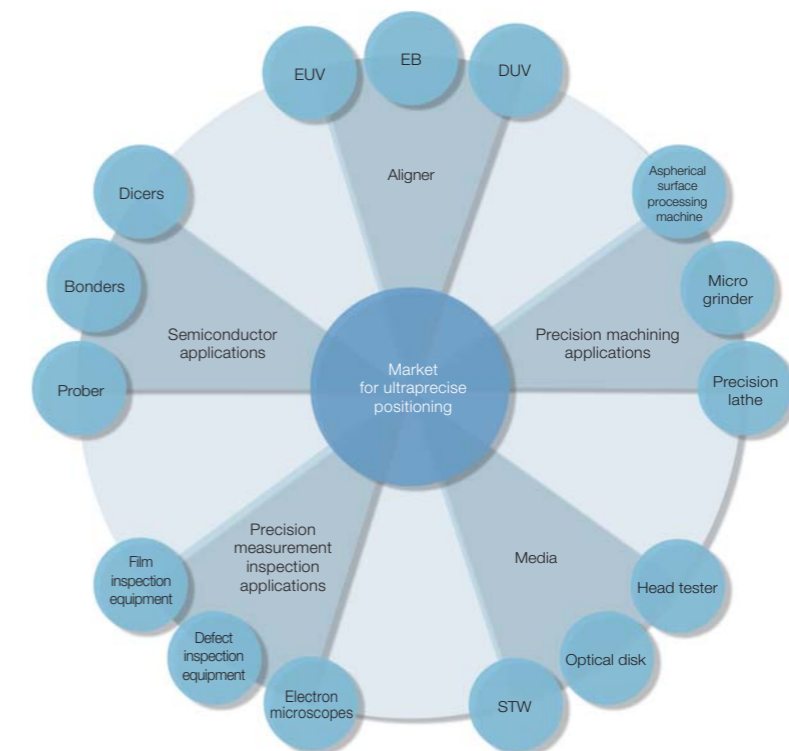 EUV
EB
DUV
Aligner
Aspherical
surface
processing
machine
Micro
grinder
Precision
lathe
Precision machining
applications
Dicers
Bonders
Prober
Semiconductor
applications
Market
for ultraprecise
positioning
Precision
measurement
inspection
applications
Film
inspection
equipment
Defect
inspection
equipment
Electron
microscopes
Media
Head tester
Optical disk
STW